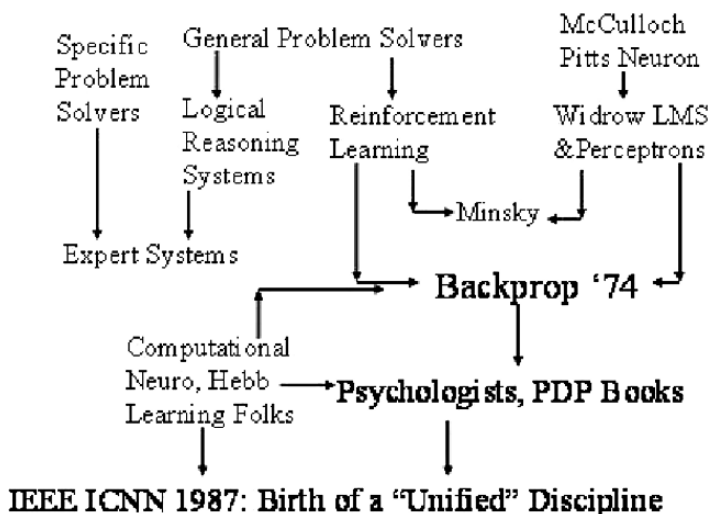 Specific
Problem
Solvers
General Problem Solvers
McCulloch
Pitts Neuron
Logical
Reasoning
Systems
Reinforcement
Learning
Widrow LMS
&Perceptrons
Minsky
Expert Systems
Backprop ‘74
Computational
Neuro, Hebb
Learning Folks
Psychologists, PDP Books
IEEE ICNN 1987: Birth of a “Unified” Discipline